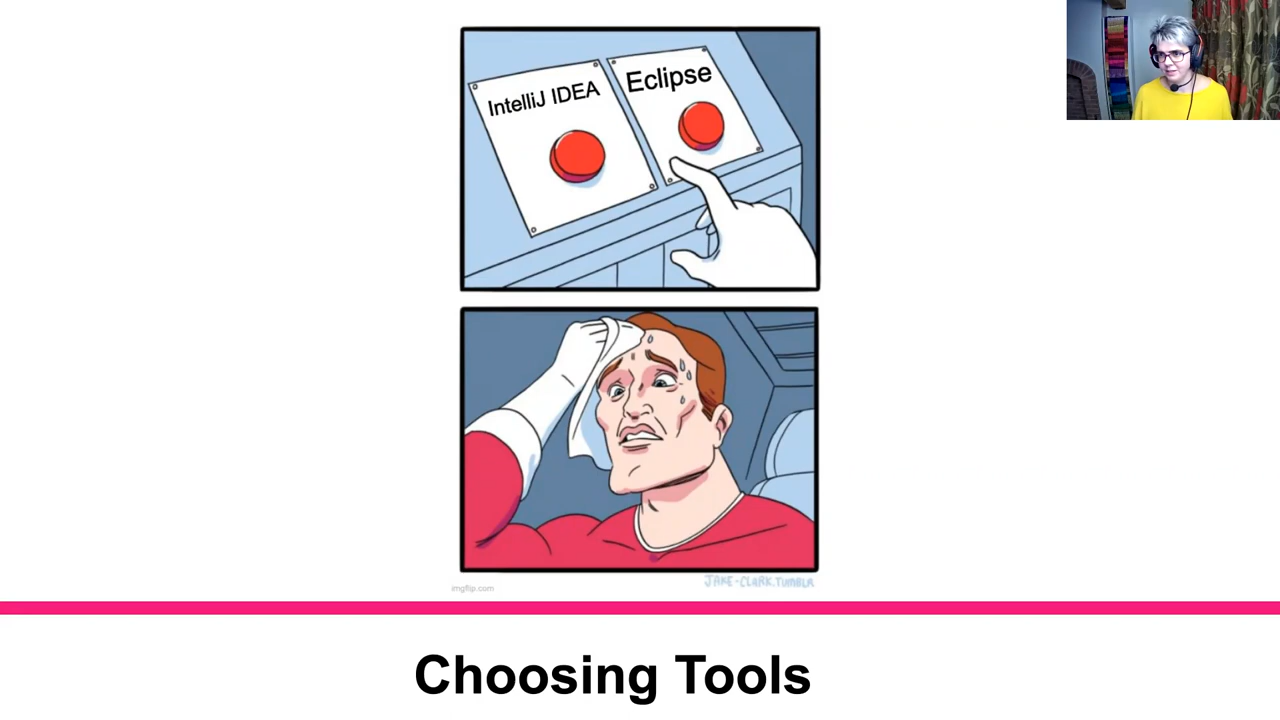 IntelliJ IDEA
Eclipse
imgflip.com
JAKE-CLARK.TUMBLR
Choosing Tools